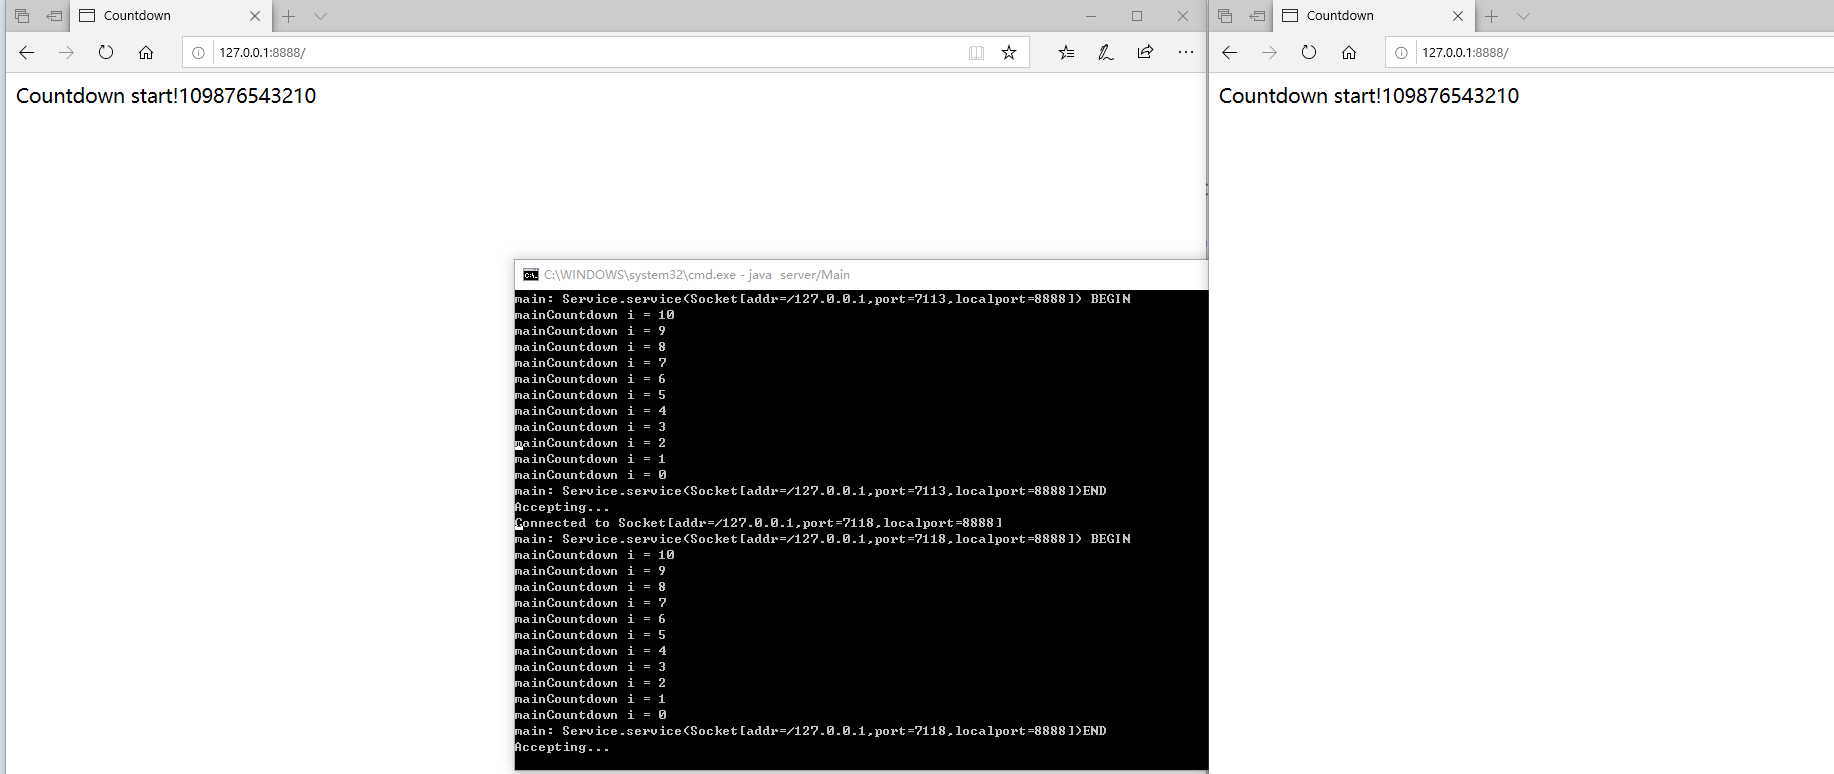 Countdown
127.0.0.1:8888/
Countdown start!109876543210
Countdown
127.0.0.1:8888/
Countdown start!109876543210
C:\WINDOWS\system32\cmd.exe - java  server/Main
main: Service.service(Socket[addr=/127.0.0.1,port=7113,localport=8888]) BEGIN
mainCountdown i = 10
mainCountdown i = 9
mainCountdown i = 8
mainCountdown i = 7
mainCountdown i = 6
mainCountdown i = 5
mainCountdown i = 4
mainCountdown i = 3
mainCountdown i = 2
mainCountdown i = 1
mainCountdown i = 0
main: Service.service(Socket[addr=/127.0.0.1,port=7113,localport=8888])END
Accepting...
Connected to Socket[addr=/127.0.0.1,port=7118,localport=8888]
main: Service.service(Socket[addr=/127.0.0.1,port=7118,localport=8888]) BEGIN
mainCountdown i = 10
mainCountdown i = 9
mainCountdown i = 8
mainCountdown i = 7
mainCountdown i = 6
mainCountdown i = 5
mainCountdown i = 4
mainCountdown i = 3
mainCountdown i = 2
mainCountdown i = 1
mainCountdown i = 0
main: Service.service(Socket[addr=/127.0.0.1,port=7118,localport=8888])END
Accepting...